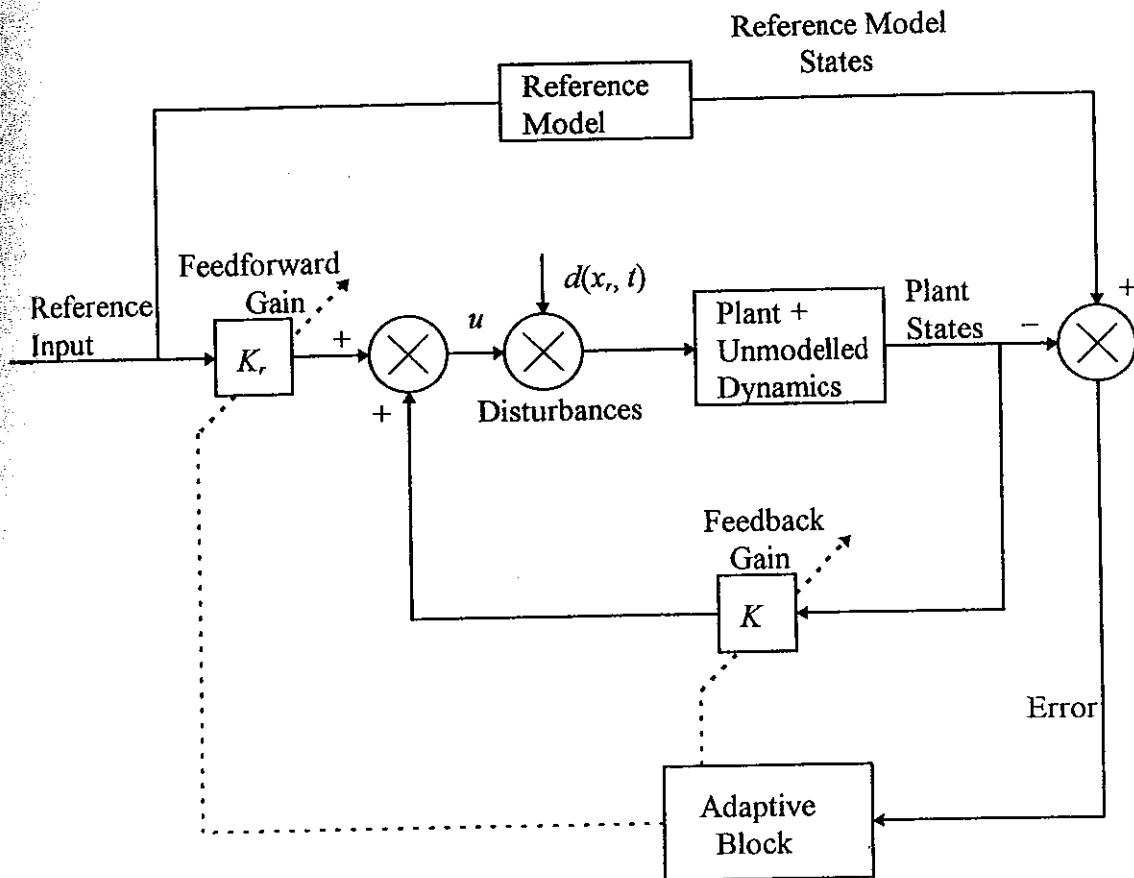 Reference Model
States
Reference
Model
Feedforward
Gain
d(x_r, t)
Reference
Input
K_r
+
+
u
Disturbances
Plant +
Unmodelled
Dynamics
Plant
States
−
+
Feedback
Gain
K
Error
Adaptive
Block